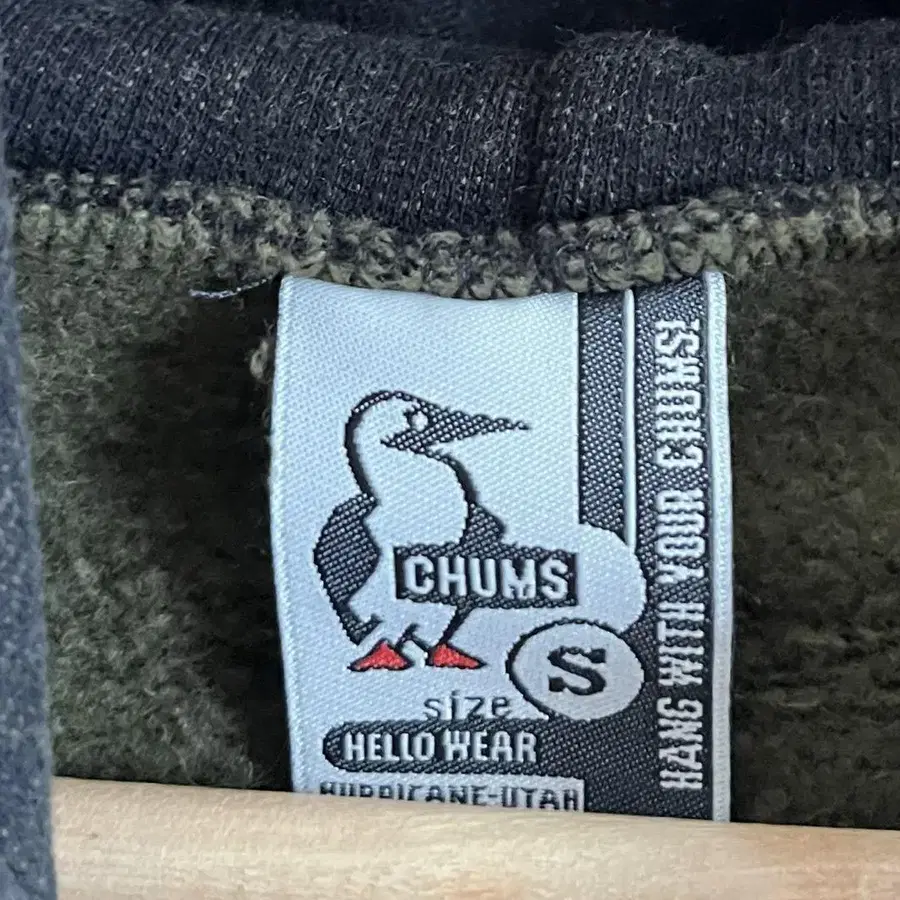 CHUMS
S
size
HELLO WEAR
HURRICANE-UTAH
HANG WITH YOUR CHUMS!